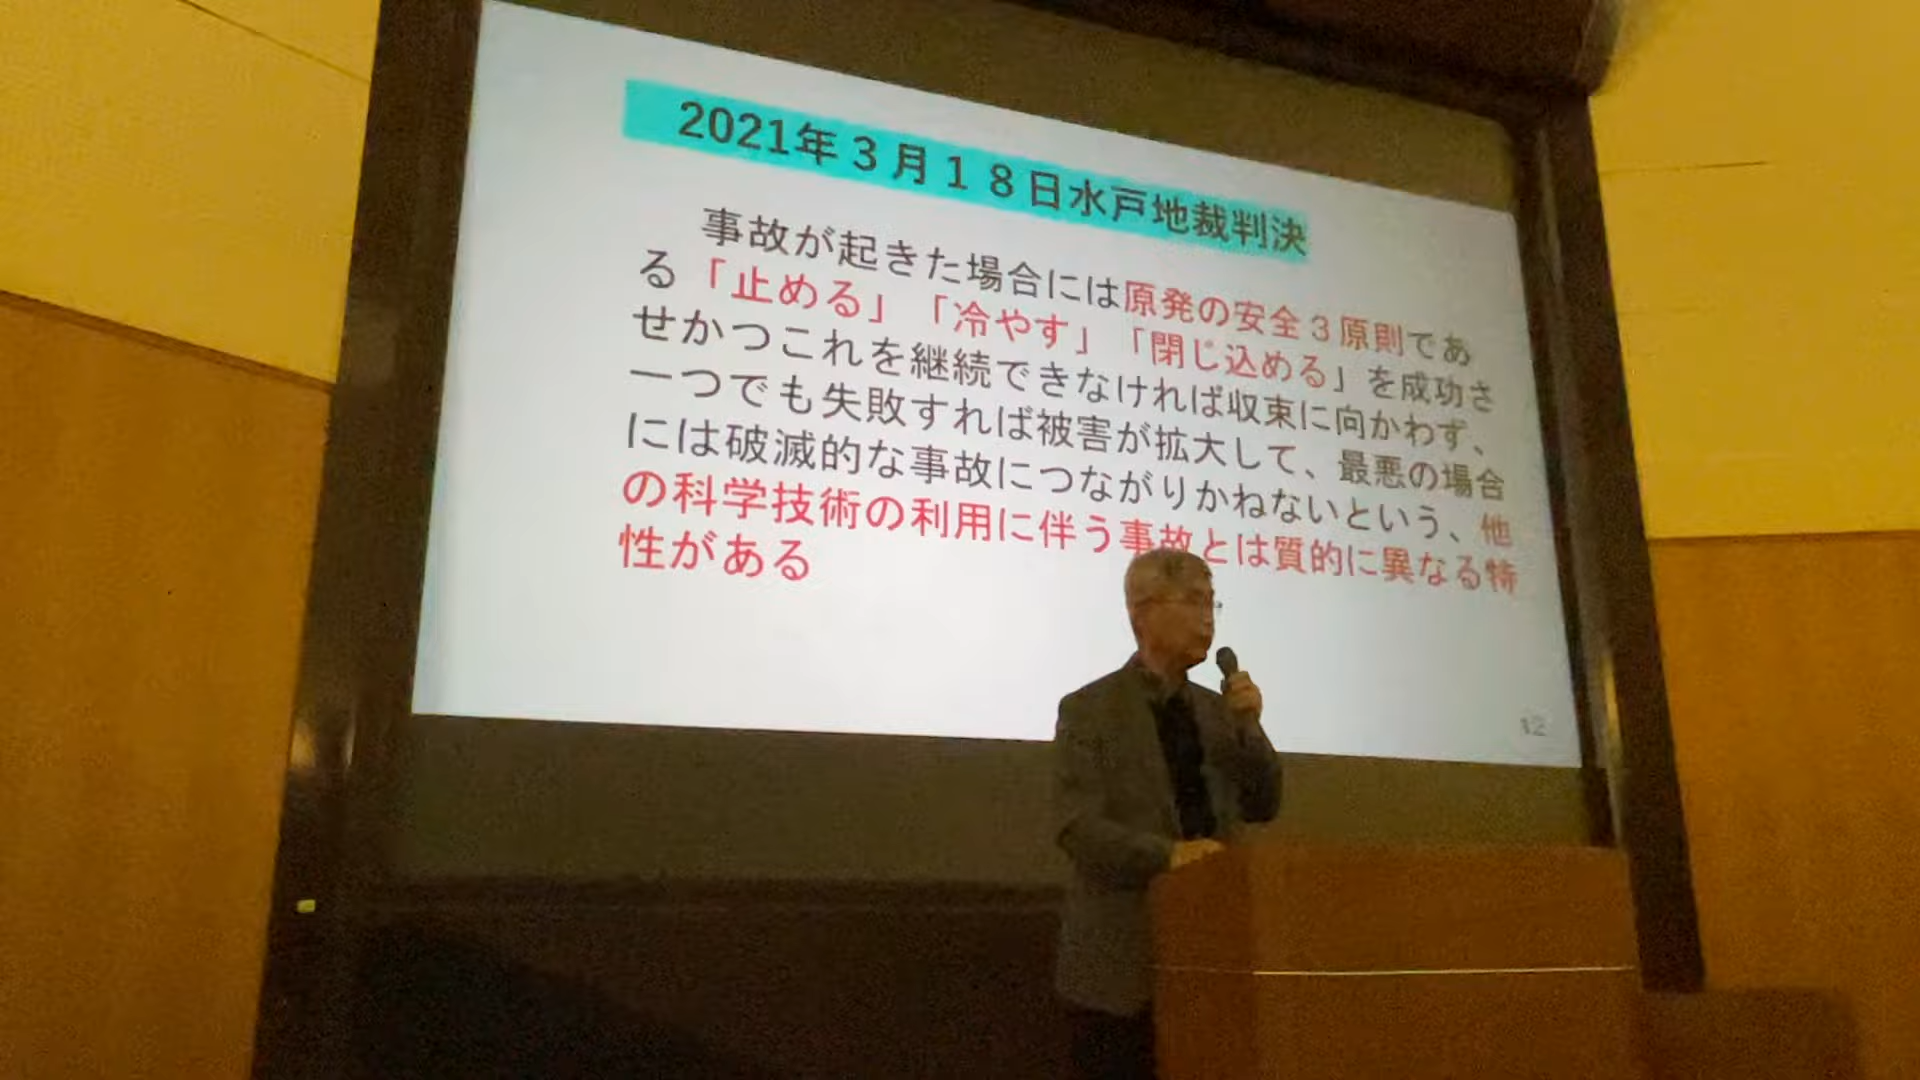 2021年３月１８日水戸地裁判決
事故が起きた場合には原発の安全３原則であ
る「止める」「冷やす」「閉じ込める」を成功さ
せかつこれを継続できなければ収束に向かわず、
一つでも失敗すれば被害が拡大して、最悪の場合
には破滅的な事故につながりかねないという、他
の科学技術の利用に伴う事故とは質的に異なる特
性がある
12